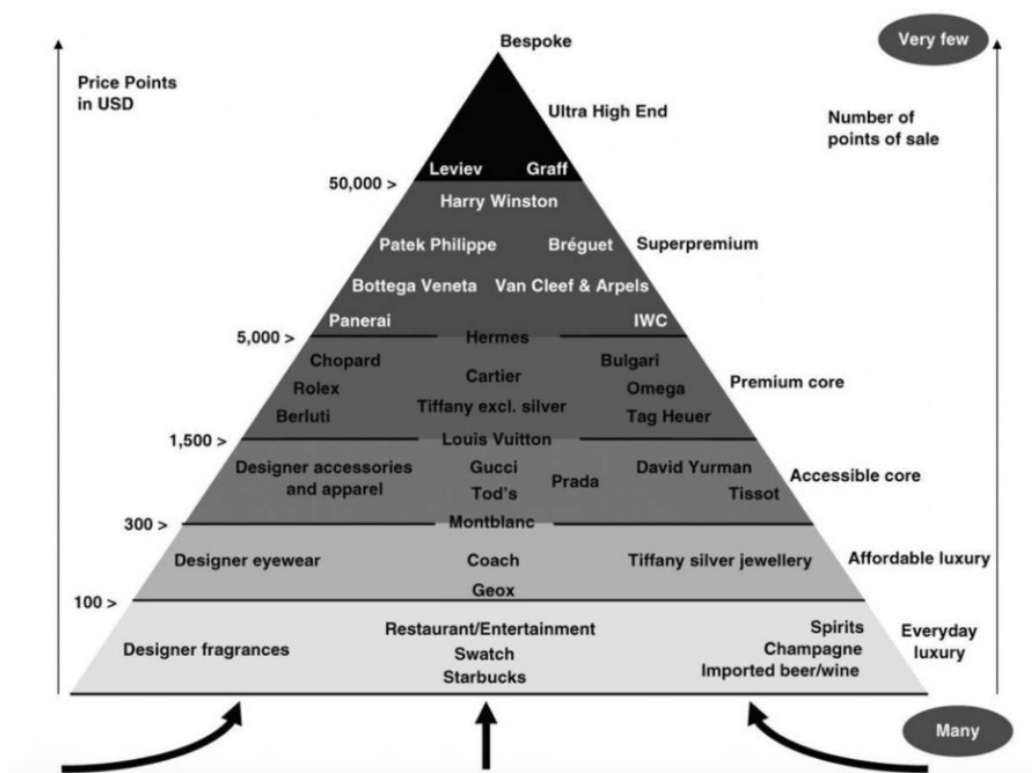 Bespoke
Very few
Price Points
in USD
Ultra High End
Number of
points of sale
Leviev Graff
50,000 >
Harry Winston
Patek Philippe Bréguet Superpremium
Bottega Veneta Van Cleef & Arpels
Panerai IWC
5,000 > Hermes
Chopard Bulgari
Cartier Premium core
Rolex Omega
Tiffany excl. silver
Berluti Tag Heuer
1,500 > Louis Vuitton
Designer accessories
and apparel
Gucci David Yurman
Prada Accessible core
Tod's Tissot
300 > Montblanc
Designer eyewear Coach Tiffany silver jewellery Affordable luxury
Geox
100 >
Restaurant/Entertainment Spirits
Everyday
luxury
Designer fragrances Swatch Champagne
Starbucks Imported beer/wine
Many